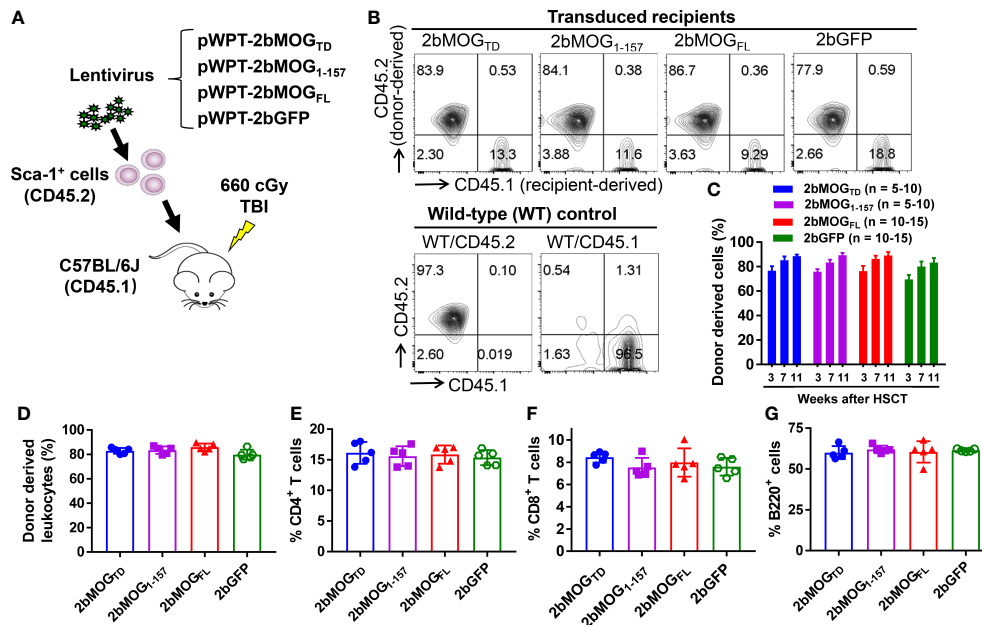 A
Lentivirus
pWPT-2bMOGTD
pWPT-2bMOG1-157
pWPT-2bMOGFL
pWPT-2bGFP
Sca-1+ cells
(CD45.2)
660 cGy
TBI
C57BL/6J
(CD45.1)
B
Transduced recipients
2bMOGTD 2bMOG1-157 2bMOGFL 2bGFP
CD45.2
(donor-derived)
83.9 0.53 84.1 0.38 86.7 0.36 77.9 0.59
2.30 13.3 3.88 11.6 3.63 9.29 2.66 18.8
CD45.1 (recipient-derived)
Wild-type (WT) control
WT/CD45.2 WT/CD45.1
CD45.2
97.3 0.10 0.54 1.31
2.60 0.019 1.63 96.5
CD45.1
C
2bMOGTD (n = 5-10)
2bMOG1-157 (n = 5-10)
2bMOGFL (n = 10-15)
2bGFP (n = 10-15)
Donor derived cells (%)
100
80
60
40
20
0
3 7 11 3 7 11 3 7 11 3 7 11
Weeks after HSCT
D
Donor derived
leukocytes (%)
100
80
60
40
20
0
2bMOGTD 2bMOG1-157 2bMOGFL 2bGFP
E
% CD4+ T cells
20
15
10
5
0
2bMOGTD 2bMOG1-157 2bMOGFL 2bGFP
F
% CD8+ T cells
10
8
6
4
2
0
2bMOGTD 2bMOG1-157 2bMOGFL 2bGFP
G
% B220+ cells
75
50
25
0
2bMOGTD 2bMOG1-157 2bMOGFL 2bGFP